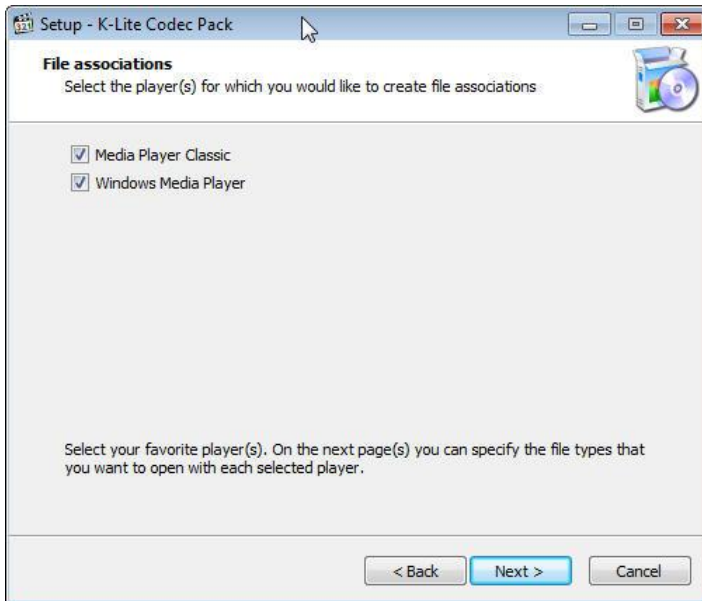 Setup - K-Lite Codec Pack
File associations
Select the player(s) for which you would like to create file associations
Media Player Classic
Windows Media Player
Select your favorite player(s). On the next page(s) you can specify the file types that
you want to open with each selected player.
< Back
Next >
Cancel